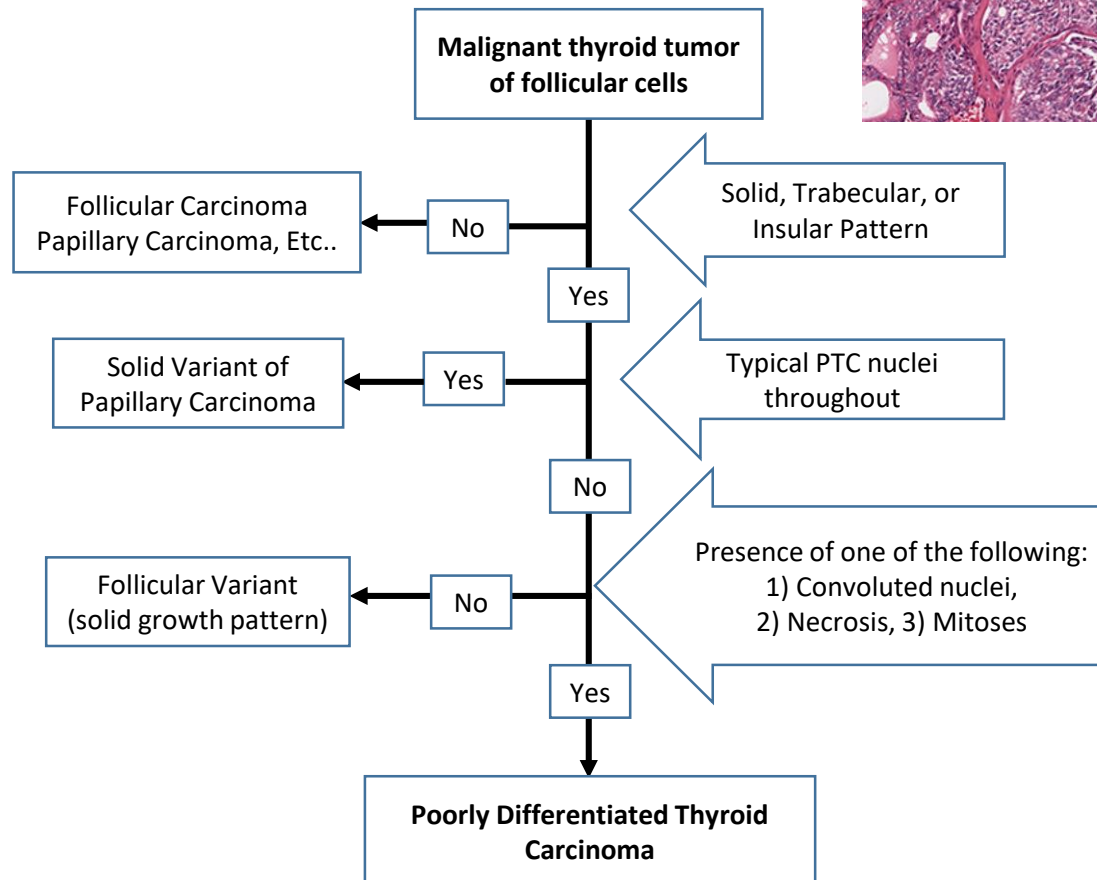 Malignant thyroid tumor
of follicular cells
Solid, Trabecular, or
Insular Pattern
Follicular Carcinoma
Papillary Carcinoma, Etc..
No
Yes
Typical PTC nuclei
throughout
Solid Variant of
Papillary Carcinoma
Yes
No
Presence of one of the following:
1) Convoluted nuclei,
2) Necrosis, 3) Mitoses
Follicular Variant
(solid growth pattern)
No
Yes
Poorly Differentiated Thyroid
Carcinoma